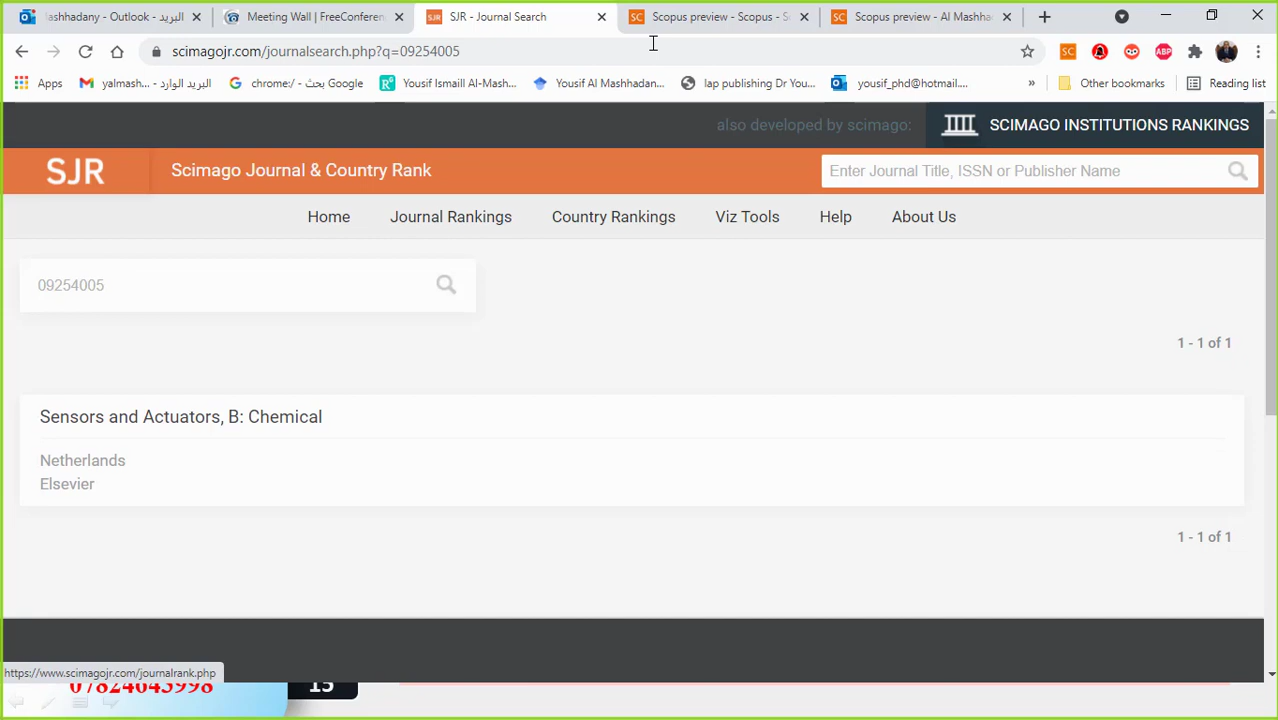 ashhadany - Outlook - البريد
Meeting Wall | FreeConferen
SJR - Journal Search
Scopus preview - Scopus - S
Scopus preview - Al Mashha
scimagojr.com/journalsearch.php?q=09254005
SC
ABP
Apps
yalmash... - البريد الوارد
chrome:/ - بحث Google
Yousif Ismaill Al-Mash...
Yousif Al Mashhadan...
lap publishing Dr You...
yousif_phd@hotmail....
»
Other bookmarks
Reading list
also developed by scimago:
SCIMAGO INSTITUTIONS RANKINGS
SJR
Scimago Journal & Country Rank
Enter Journal Title, ISSN or Publisher Name
Home
Journal Rankings
Country Rankings
Viz Tools
Help
About Us
09254005
1 - 1 of 1
Sensors and Actuators, B: Chemical
Netherlands
Elsevier
1 - 1 of 1
https://www.scimagojr.com/journalrank.php
07824643998
15